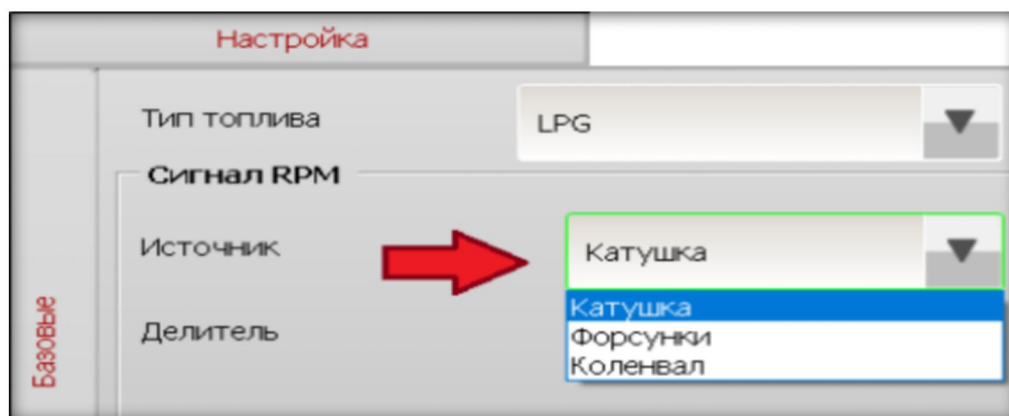 Настройка
Базовые
Тип топлива
LPG
Сигнал RPM
Источник
Катушка
Катушка
Форсунки
Коленвал
Делитель